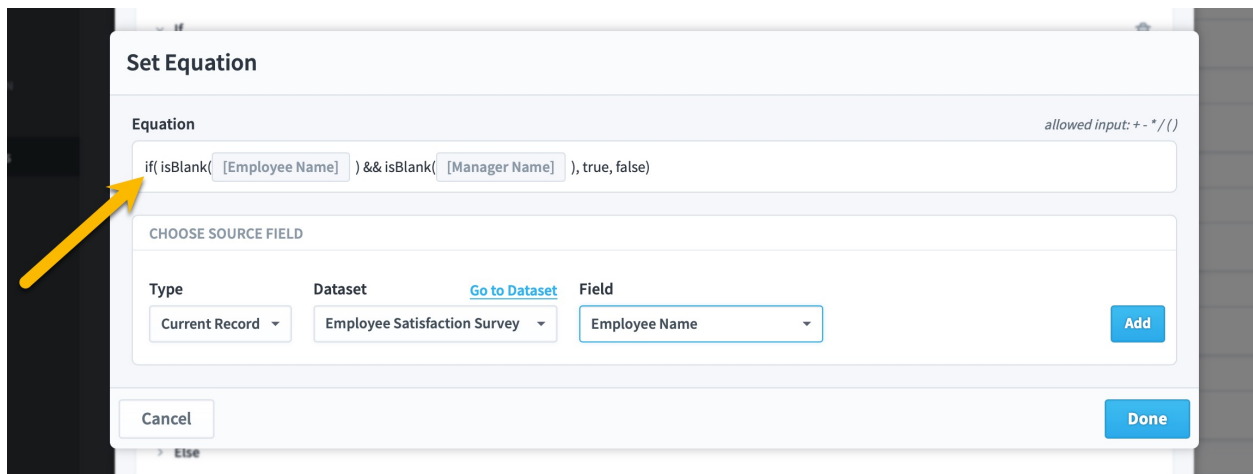 If
Set Equation
Equation
allowed input: + - * / ( )
if( isBlank( [Employee Name] ) && isBlank( [Manager Name] ), true, false)
CHOOSE SOURCE FIELD
Type Dataset Go to Dataset Field
Current Record Employee Satisfaction Survey Employee Name Add
Cancel Done
Else